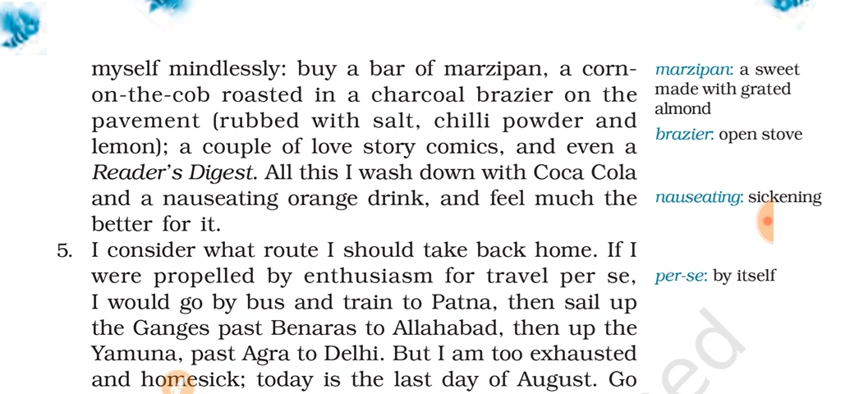 myself mindlessly: buy a bar of marzipan, a corn-
on-the-cob roasted in a charcoal brazier on the
pavement (rubbed with salt, chilli powder and
lemon); a couple of love story comics, and even a
Reader's Digest. All this I wash down with Coca Cola
and a nauseating orange drink, and feel much the
better for it.
5. I consider what route I should take back home. If I
were propelled by enthusiasm for travel per se,
I would go by bus and train to Patna, then sail up
the Ganges past Benaras to Allahabad, then up the
Yamuna, past Agra to Delhi. But I am too exhausted
and homesick; today is the last day of August. Go
marzipan: a sweet
made with grated
almond
brazier: open stove
nauseating: sickening
per-se: by itself